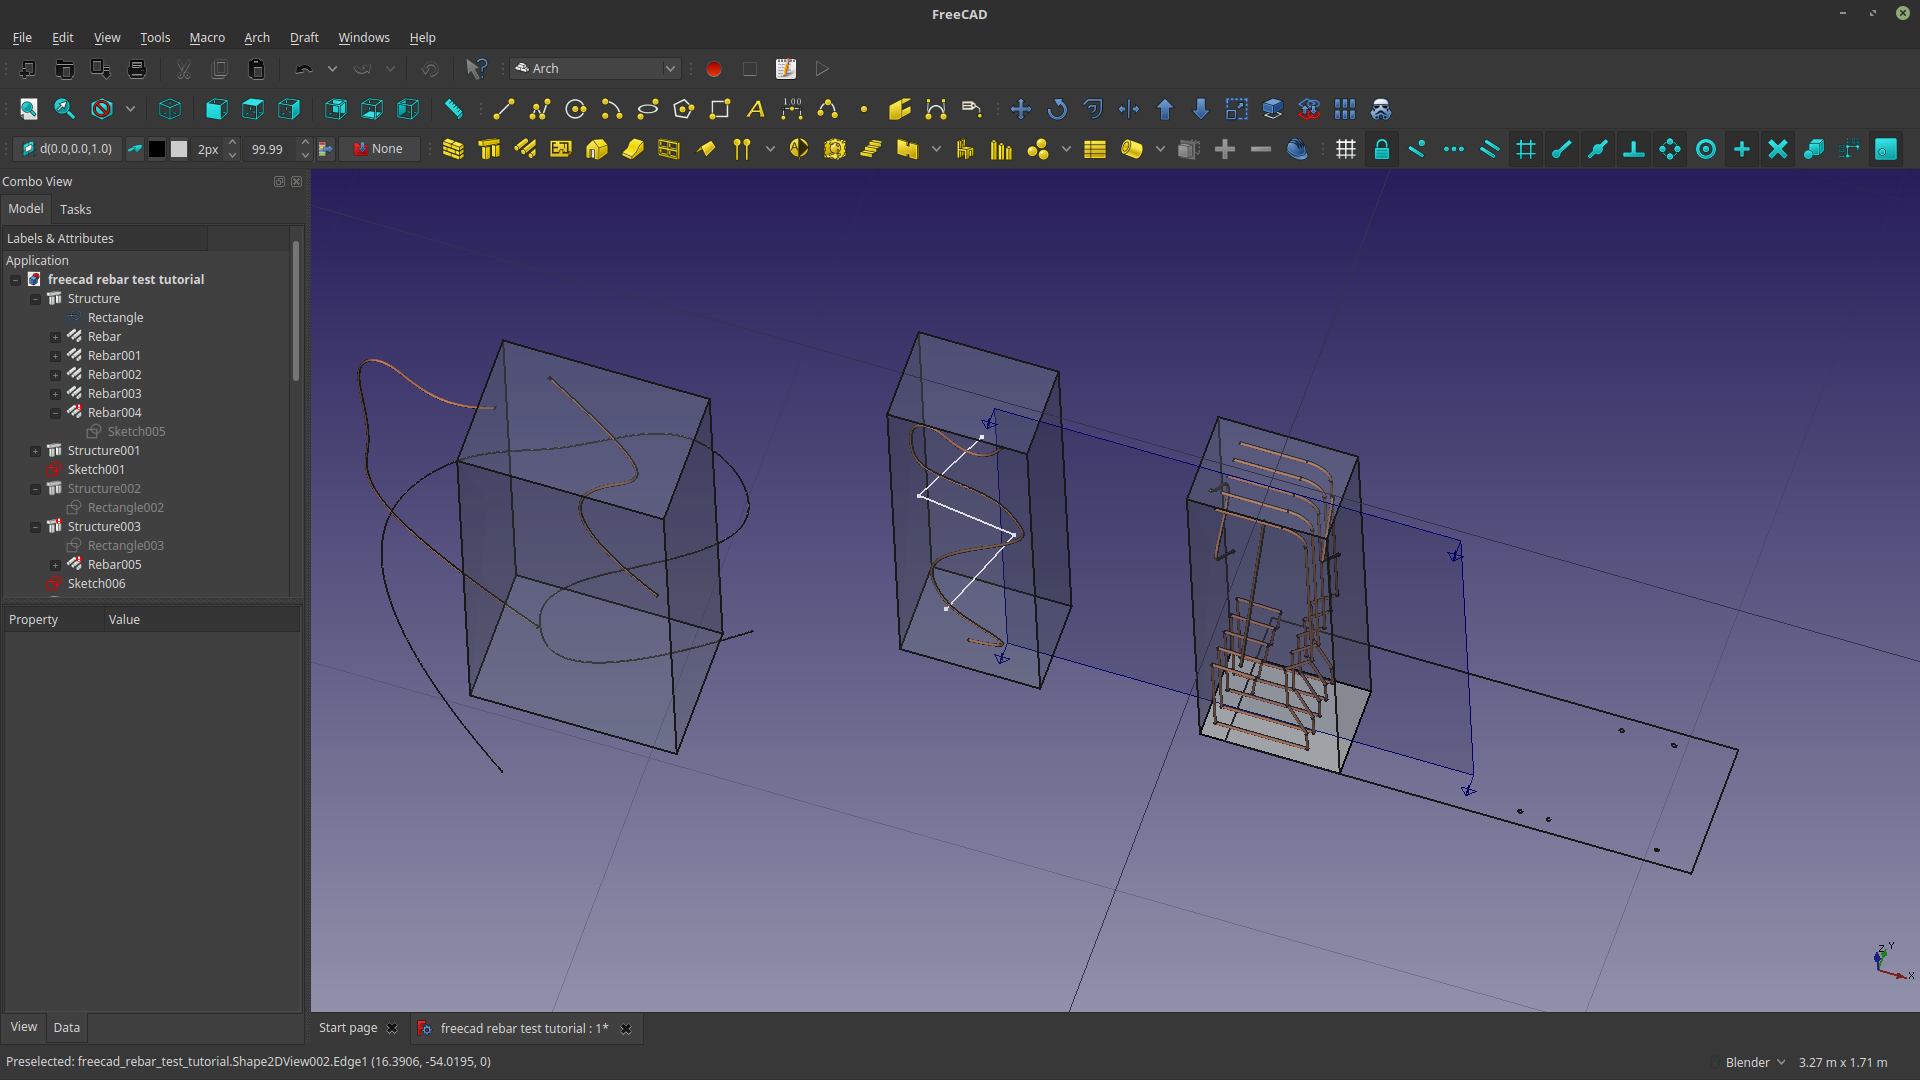 FreeCAD
File Edit View Tools Macro Arch Draft Windows Help
Arch
A 1.00
d(0.0,0.0,1.0) 2px 99.99 None
Combo View
Model Tasks
Labels & Attributes
Application
freecad rebar test tutorial
Structure
Rectangle
Rebar
Rebar001
Rebar002
Rebar003
Rebar004
Sketch005
Structure001
Sketch001
Structure002
Rectangle002
Structure003
Rectangle003
Rebar005
Sketch006
Property Value
Z Y
X
View Data
Start page freecad rebar test tutorial : 1*
Preselected: freecad_rebar_test_tutorial.Shape2DView002.Edge1 (16.3906, -54.0195, 0)
Blender 3.27 m x 1.71 m